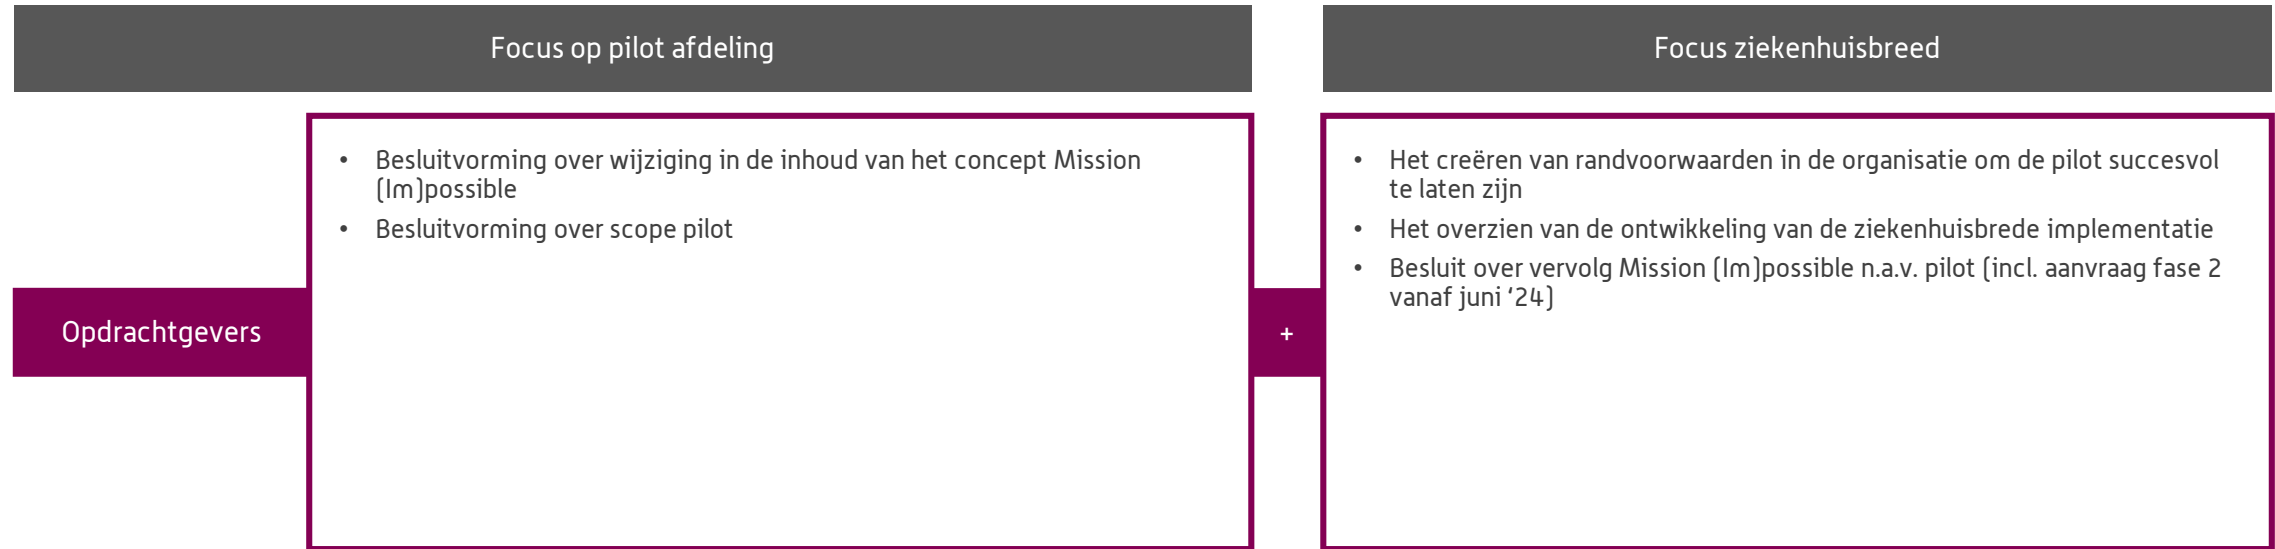 Focus op pilot afdeling
Focus ziekenhuisbreed
Opdrachtgevers
• Besluitvorming over wijziging in de inhoud van het concept Mission
(Im)possible
• Besluitvorming over scope pilot
+
• Het creëren van randvoorwaarden in de organisatie om de pilot succesvol
te laten zijn
• Het overzien van de ontwikkeling van de ziekenhuisbrede implementatie
• Besluit over vervolg Mission (Im)possible n.a.v. pilot (incl. aanvraag fase 2
vanaf juni ‘24)